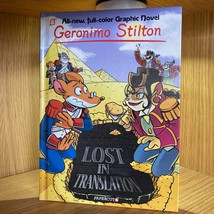 All-new, full-color Graphic Novel
Geronimo Stilton
LOST
IN
TRANSLATION
PAPERCUTZ